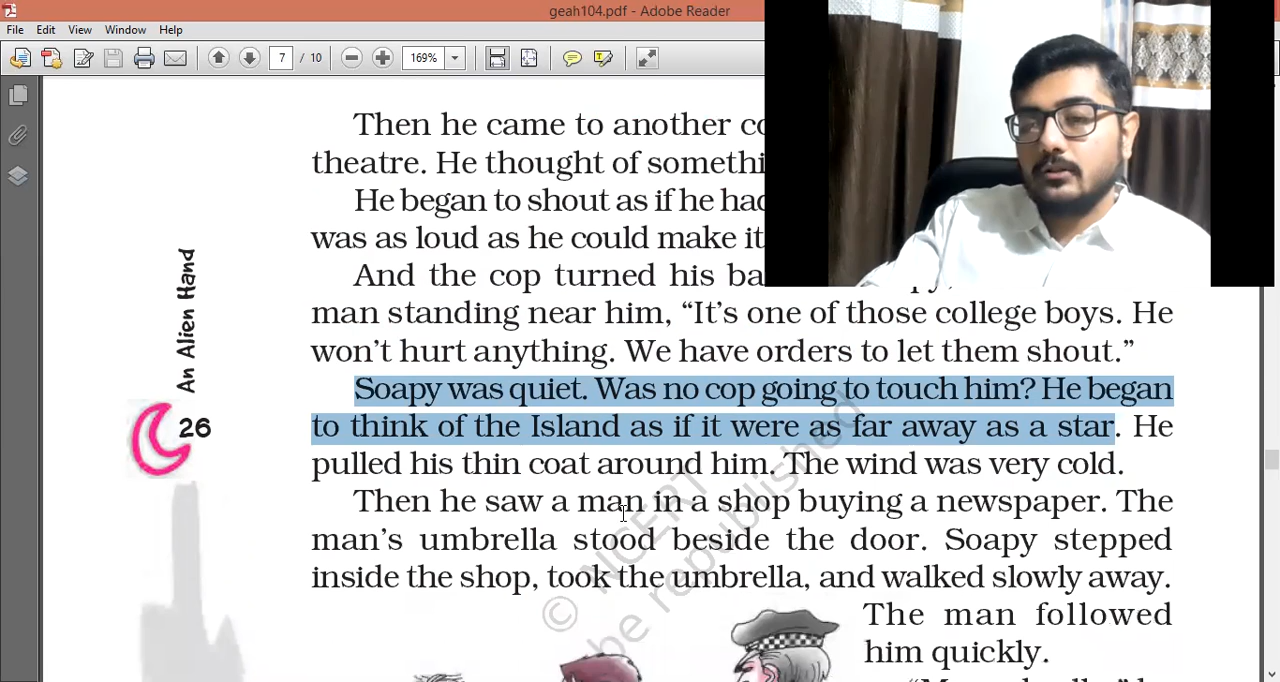 geah104.pdf - Adobe Reader
File Edit View Window Help
7 / 10 169%
Then he came to another
theatre. He thought of
He began to shout as if he had
was as loud as he could make it
And the cop turned his
man standing near him, “It’s one of those college boys. He
won’t hurt anything. We have orders to let them shout.”
Soapy was quiet. Was no cop going to touch him? He began
to think of the Island as if it were as far away as a star. He
pulled his thin coat around him. The wind was very cold.
Then he saw a man in a shop buying a newspaper. The
man’s umbrella stood beside the door. Soapy stepped
inside the shop, took the umbrella, and walked slowly away.
The man followed
him quickly.
An Alien Hand
26
© NCERT
be republished